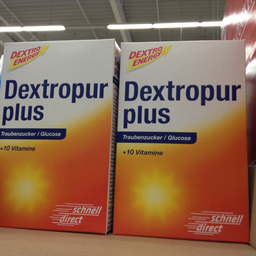 DEXTRO
ENERGY
Dextropur
plus
Traubenzucker / Glucose
+10 Vitamine
schnell
direct
DEXTRO
ENERGY
Dextropur
plus
Traubenzucker / Glucose
+10 Vitamine
schnell
direct